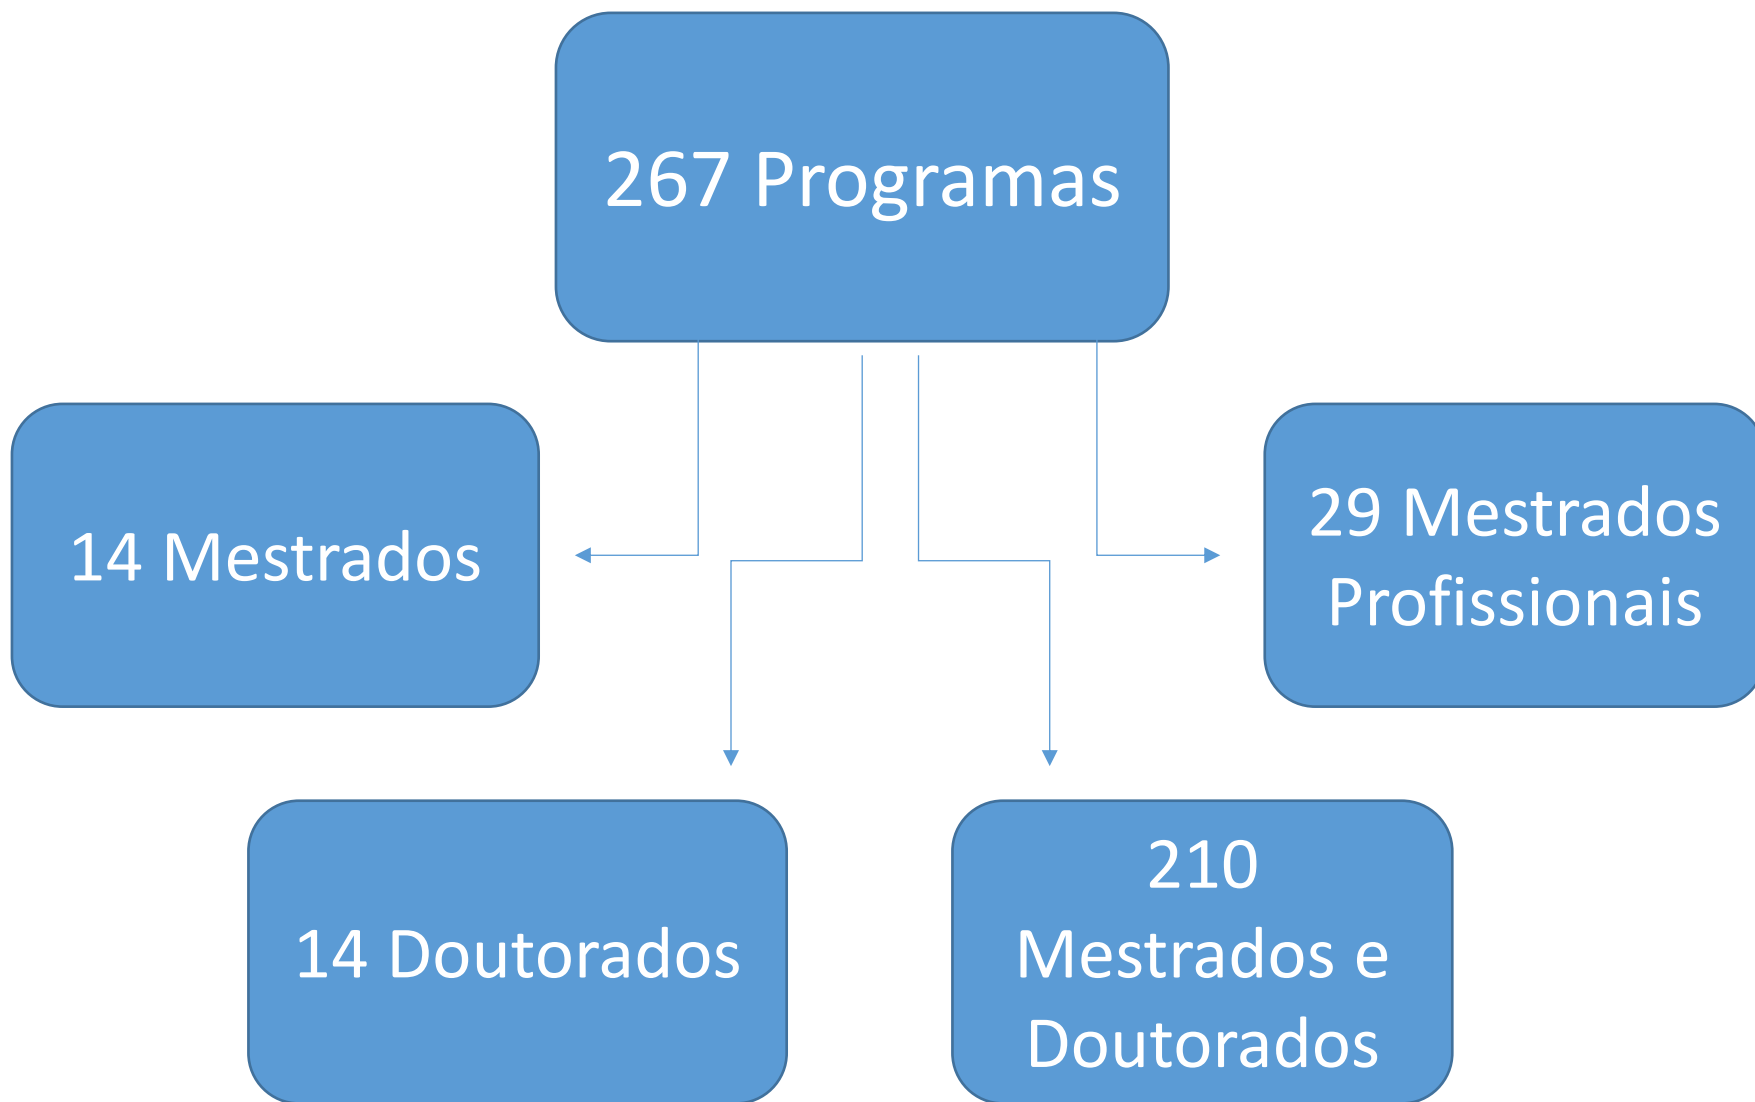 267 Programas
14 Mestrados
29 Mestrados
Profissionais
14 Doutorados
210
Mestrados e
Doutorados